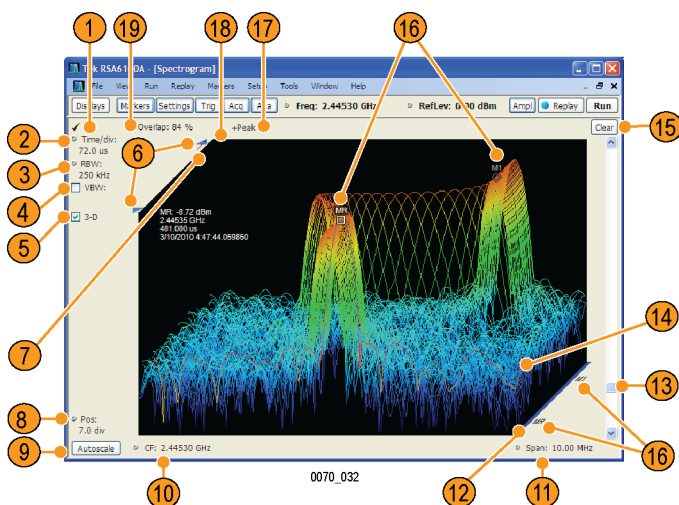 1 19 18 17 16
Tek RSA6100A - [Spectrogram]
File View Run Replay Markers Setup Tools Window Help
Displays Markers Settings Trig Acq Ana Freq: 2.44530 GHz RefLev: 0.00 dBm Ampl Replay Run
Overlap: 84 % +Peak Clear 15
2 Time/div:
72.0 us
6
3 RBW:
250 kHz
4 VBW:
5 3-D
M1
MR
MR: -8.72 dBm
2.44535 GHz
481.080 us
3/10/2010 4:47:44.059850
7
14
13
M1
MR
8 Pos:
7.0 div
9 Autoscale CF: 2.44530 GHz Span: 10.00 MHz 16
10 12 11
0070_032